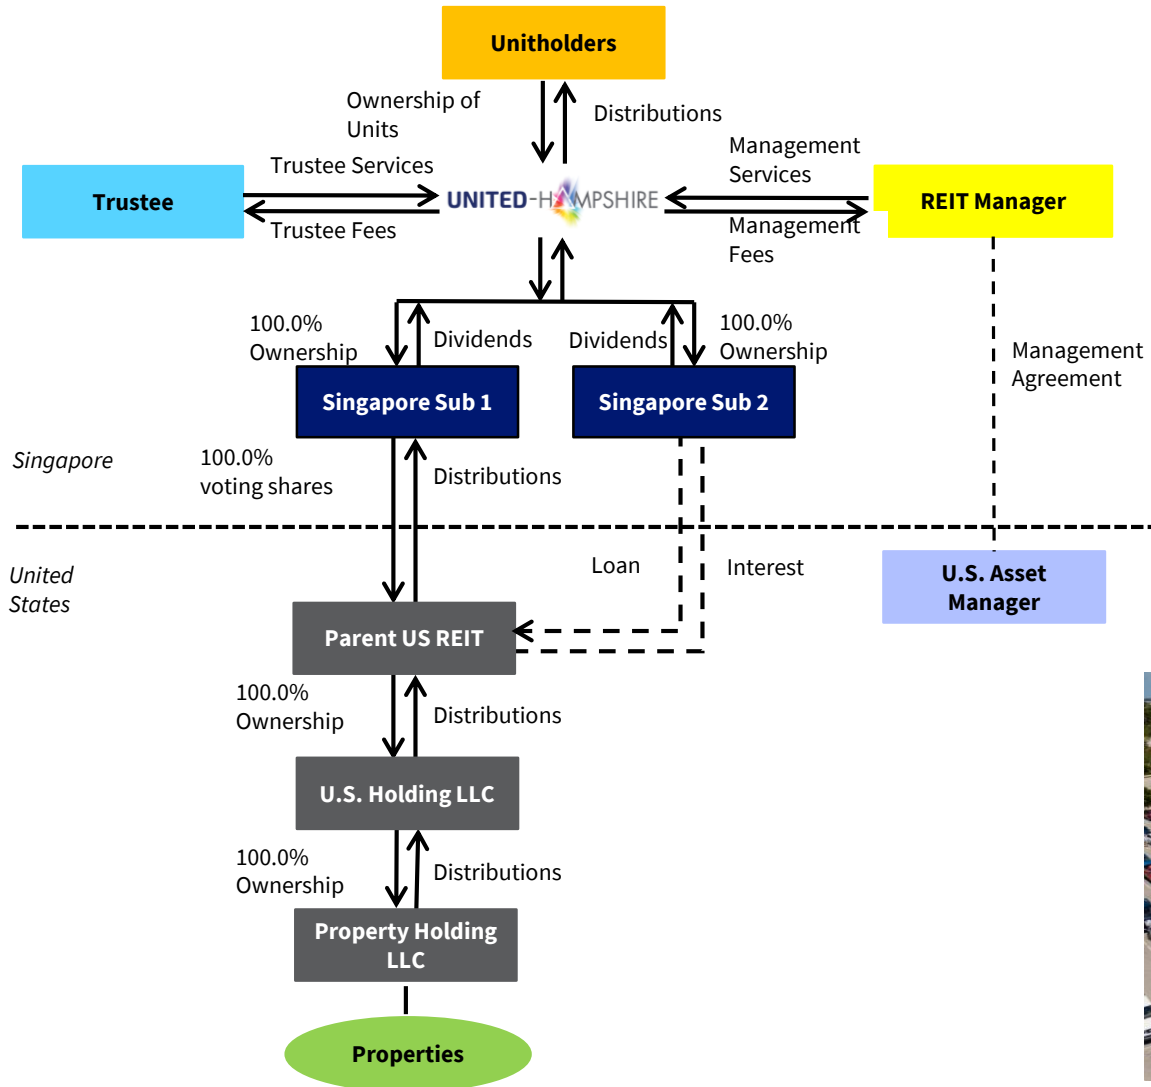 Unitholders
Ownership of
Units
Distributions
Trustee Services
Management
Services
Trustee
UNITED-HAMPSHIRE
REIT Manager
Trustee Fees
Management
Fees
100.0%
Ownership
Dividends
Dividends
100.0%
Ownership
Management
Agreement
Singapore Sub 1
Singapore Sub 2
Singapore
100.0%
voting shares
Distributions
United
States
Loan
Interest
U.S. Asset
Manager
Parent US REIT
100.0%
Ownership
Distributions
U.S. Holding LLC
100.0%
Ownership
Distributions
Property Holding
LLC
Properties